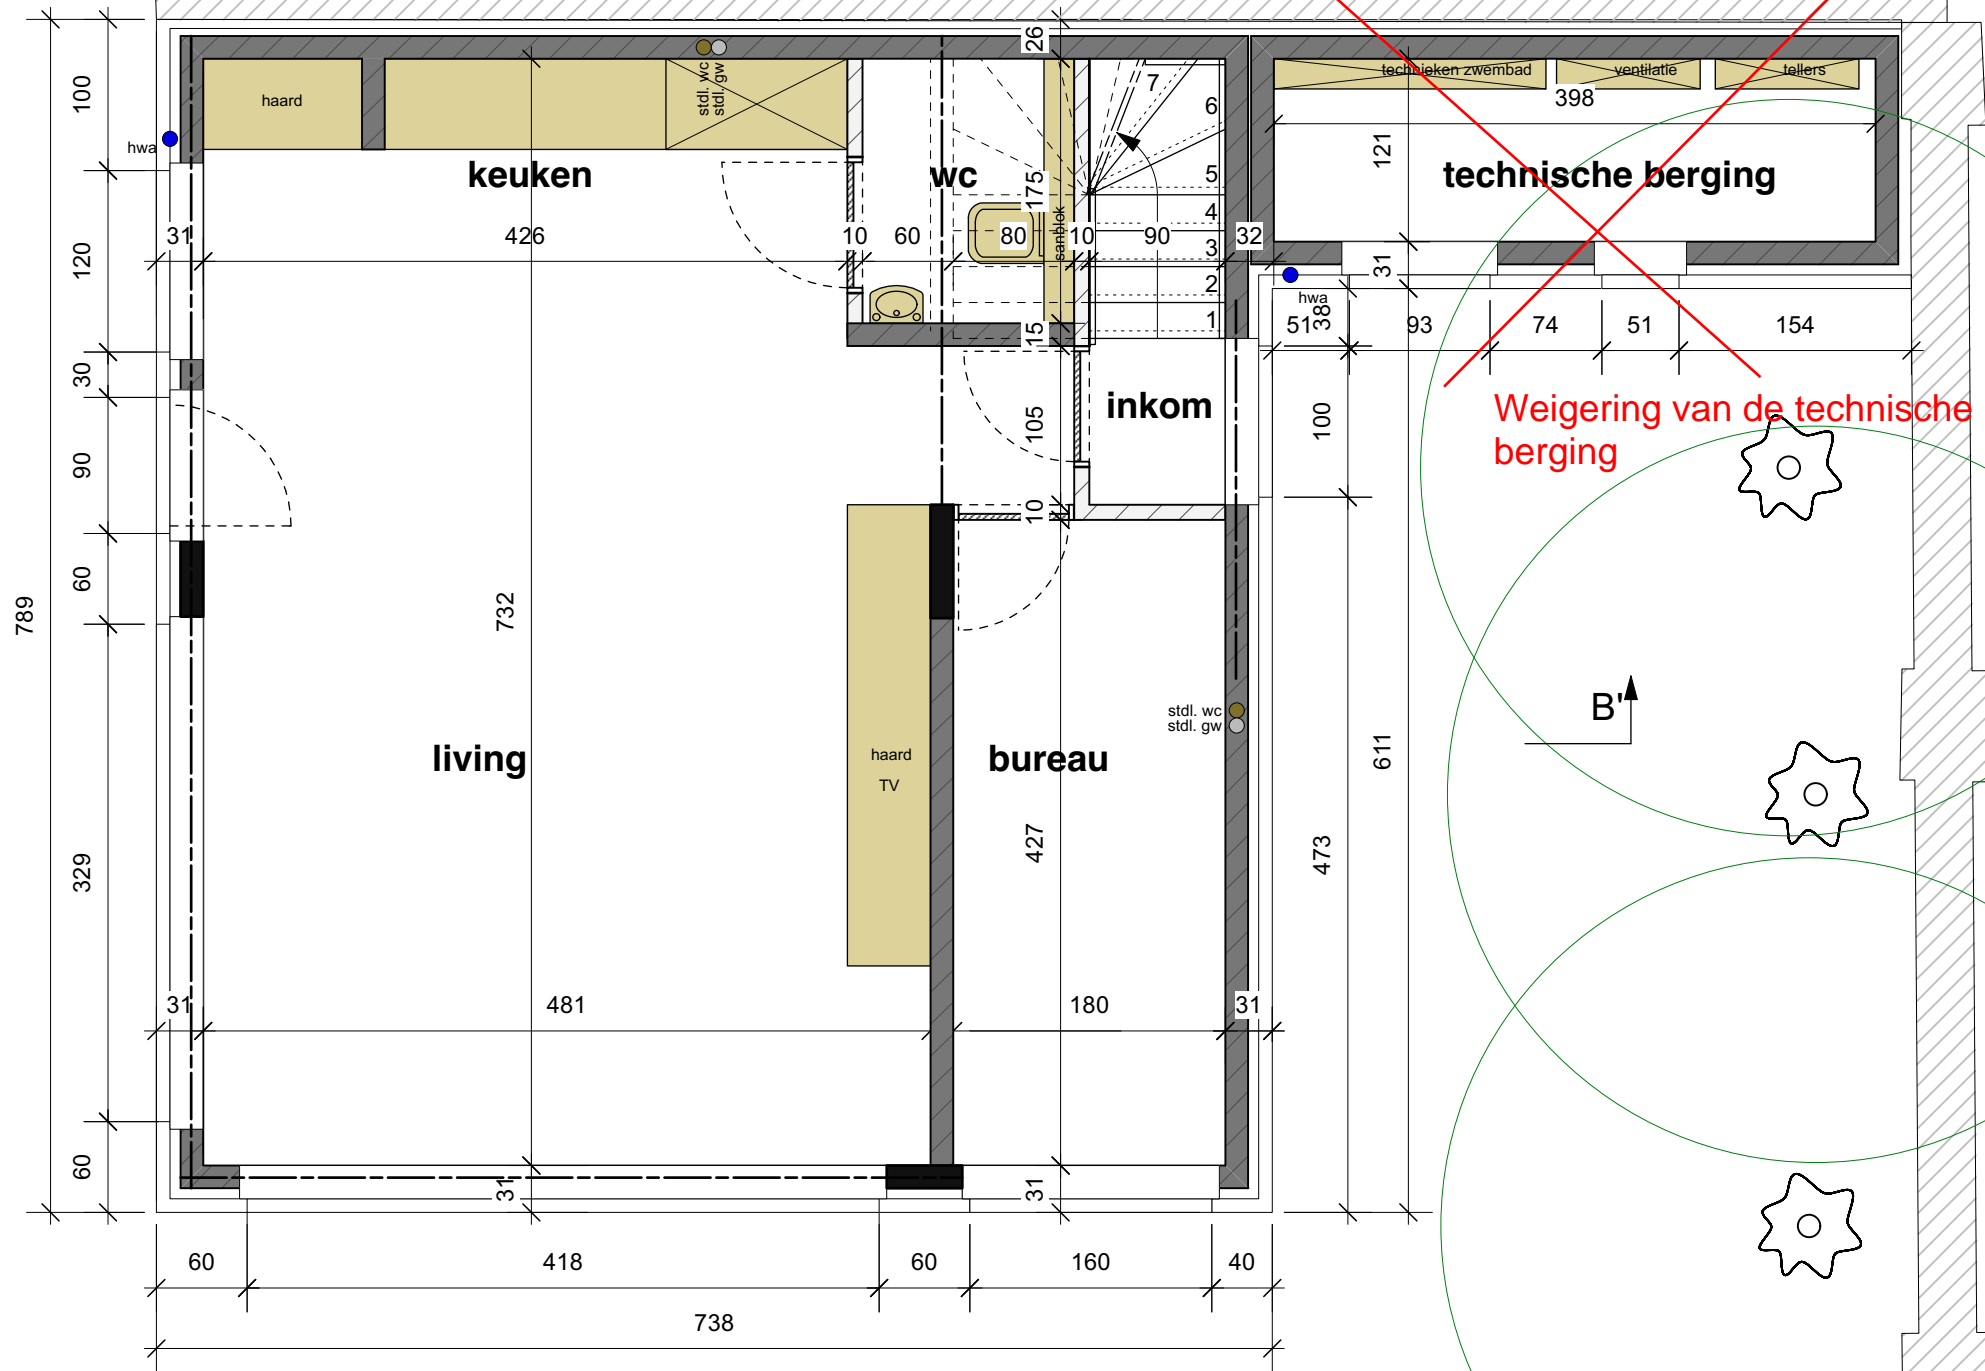 26
100
stdl. wc
stdl. gw
haard
7
6
technieken zwembad
ventilatie
tellers
398
hwa
keuken
wc
175
5
121
technische berging
31
426
10
60
80
sanblok
10
90
4
3
32
120
31
2
hwa
1
15
51
38
93
74
51
154
30
105
inkom
100
Weigering van de technische
berging
90
10
60
789
732
stdl. wc
stdl. gw
B'
living
haard
TV
bureau
611
427
473
329
31
481
180
31
60
31
31
60
418
60
160
40
738